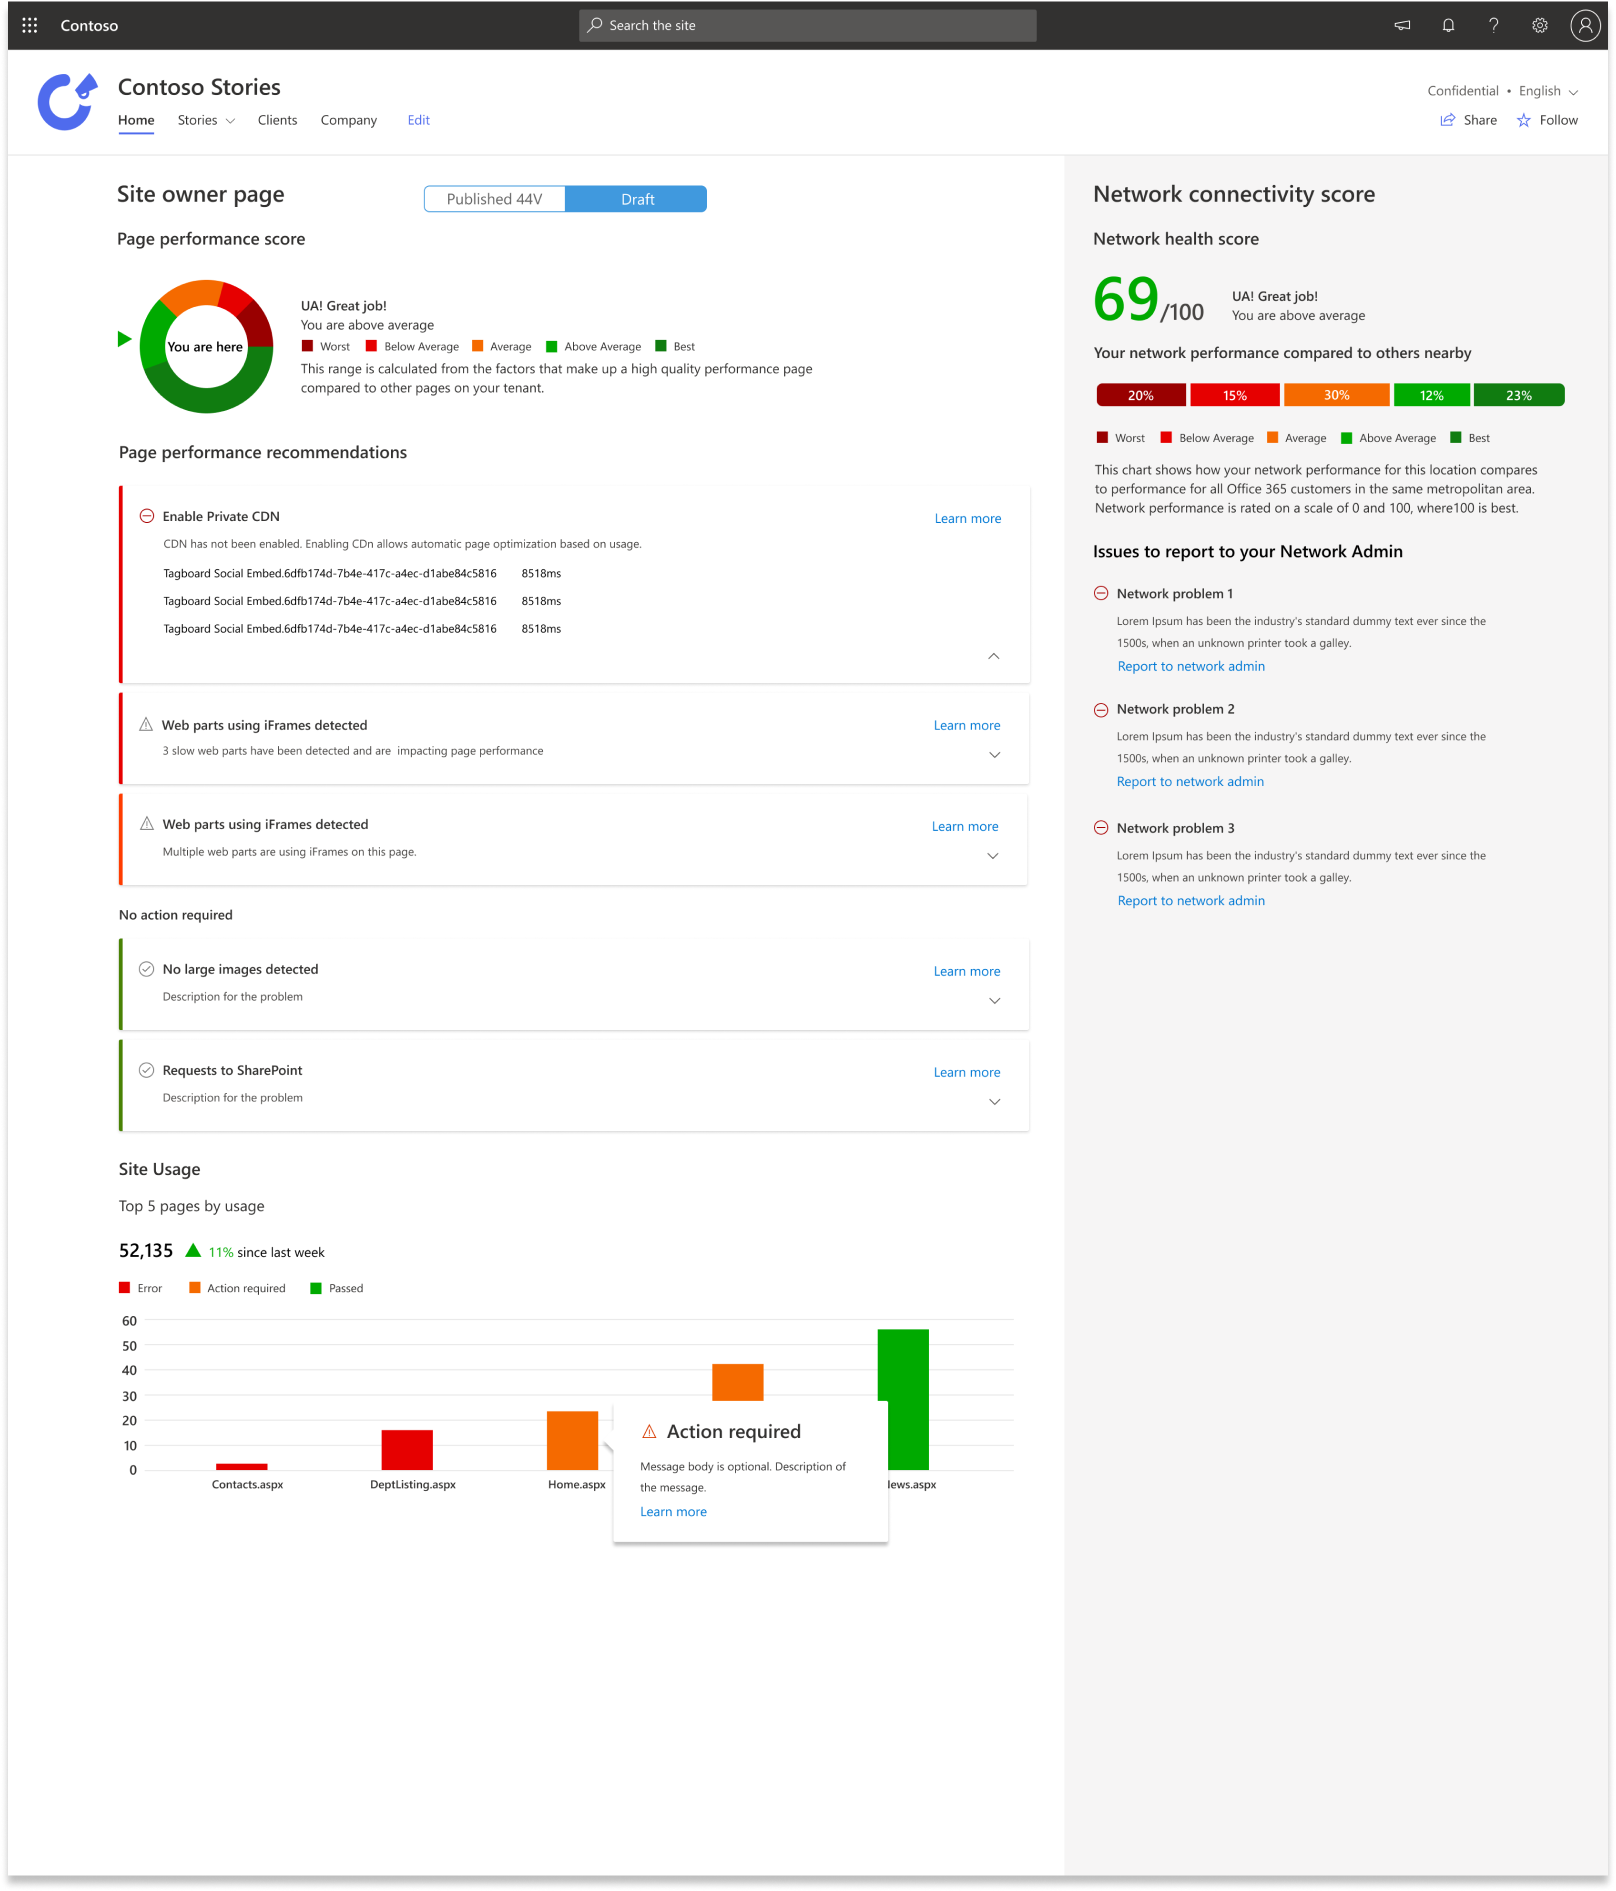 Contoso
Search the site
Contoso Stories
Confidential • English
Home Stories Clients Company Edit
Share Follow
Site owner page
Published 44V Draft
Page performance score
You are here
UA! Great job!
You are above average
Worst Below Average Average Above Average Best
This range is calculated from the factors that make up a high quality performance page
compared to other pages on your tenant.
Page performance recommendations
Enable Private CDN
Learn more
CDN has not been enabled. Enabling CDn allows automatic page optimization based on usage.
Tagboard Social Embed.6dfb174d-7b4e-417c-a4ec-d1abe84c5816 8518ms
Tagboard Social Embed.6dfb174d-7b4e-417c-a4ec-d1abe84c5816 8518ms
Tagboard Social Embed.6dfb174d-7b4e-417c-a4ec-d1abe84c5816 8518ms
Web parts using iFrames detected
Learn more
3 slow web parts have been detected and are impacting page performance
Web parts using iFrames detected
Learn more
Multiple web parts are using iFrames on this page.
No action required
No large images detected
Learn more
Description for the problem
Requests to SharePoint
Learn more
Description for the problem
Site Usage
Top 5 pages by usage
52,135 11% since last week
Error Action required Passed
60
50
40
30
20
10
0
Contacts.aspx DeptListing.aspx Home.aspx ews.aspx
Action required
Message body is optional. Description of
the message.
Learn more
Network connectivity score
Network health score
69/100
UA! Great job!
You are above average
Your network performance compared to others nearby
20% 15% 30% 12% 23%
Worst Below Average Average Above Average Best
This chart shows how your network performance for this location compares
to performance for all Office 365 customers in the same metropolitan area.
Network performance is rated on a scale of 0 and 100, where100 is best.
Issues to report to your Network Admin
Network problem 1
Lorem Ipsum has been the industry's standard dummy text ever since the
1500s, when an unknown printer took a galley.
Report to network admin
Network problem 2
Lorem Ipsum has been the industry's standard dummy text ever since the
1500s, when an unknown printer took a galley.
Report to network admin
Network problem 3
Lorem Ipsum has been the industry's standard dummy text ever since the
1500s, when an unknown printer took a galley.
Report to network admin